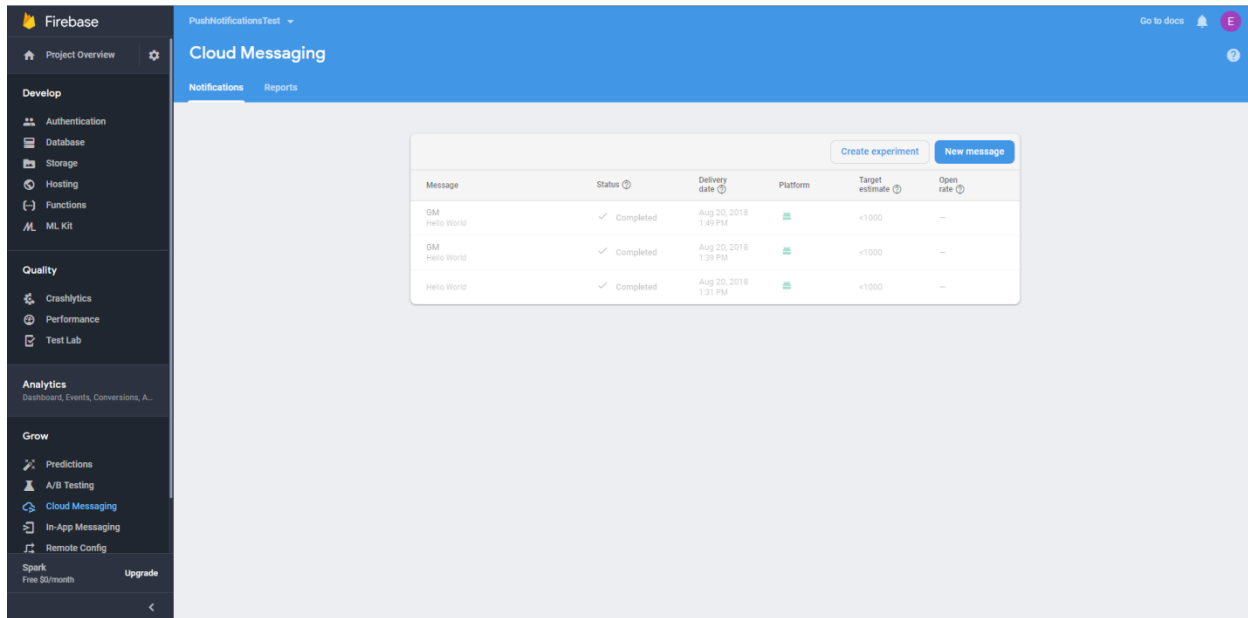 Firebase
Project Overview
Develop
Authentication
Database
Storage
Hosting
Functions
ML Kit
Quality
Crashlytics
Performance
Test Lab
Analytics
Dashboard, Events, Conversions, A...
Grow
Predictions
A/B Testing
Cloud Messaging
In-App Messaging
Remote Config
Spark
Free $0/month
Upgrade
PushNotificationsTest
Go to docs
E
Cloud Messaging
Notifications Reports
Create experiment New message
Message Status Delivery date Platform Target estimate Open rate
GM
Hello World
Completed
Aug 20, 2018
1:49 PM
<1000
–
GM
Hello World
Completed
Aug 20, 2018
1:39 PM
<1000
–
Hello World
Completed
Aug 20, 2018
1:31 PM
<1000
–